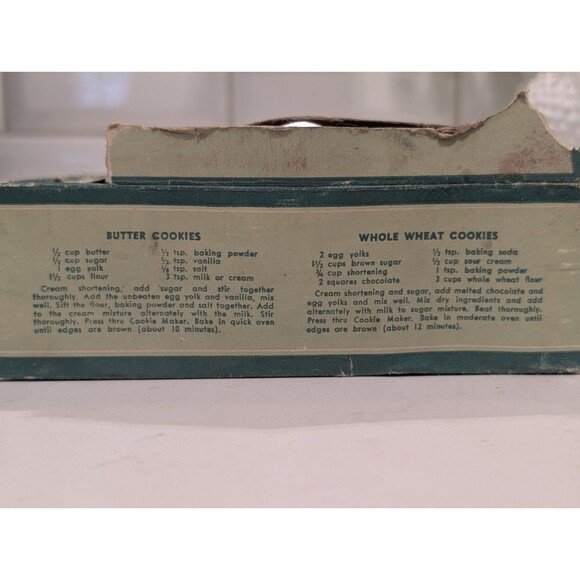 BUTTER COOKIES
½ cup butter ½ tsp. baking powder
½ cup sugar ½ tsp. vanilla
1 egg yolk ⅛ tsp. salt
1½ cups flour 3 tsp. milk or cream
Cream shortening, add sugar and stir together
thoroughly. Add the unbeaten egg yolk and vanilla, mix
well. Sift the flour, baking powder and salt together. Add
to the cream mixture alternately with the milk. Stir
thoroughly. Press thru Cookie Maker. Bake in quick oven
until edges are brown (about 10 minutes).
WHOLE WHEAT COOKIES
2 egg yolks ½ tsp. baking soda
1½ cups brown sugar ½ cup sour cream
¾ cup shortening 1 tsp. baking powder
2 squares chocolate 3 cups whole wheat flour
Cream shortening and sugar, add melted chocolate and
egg yolks and mix well. Mix dry ingredients and add
alternately with milk to sugar mixture. Beat thoroughly.
Press thru Cookie Maker. Bake in moderate oven until
edges are brown (about 12 minutes).